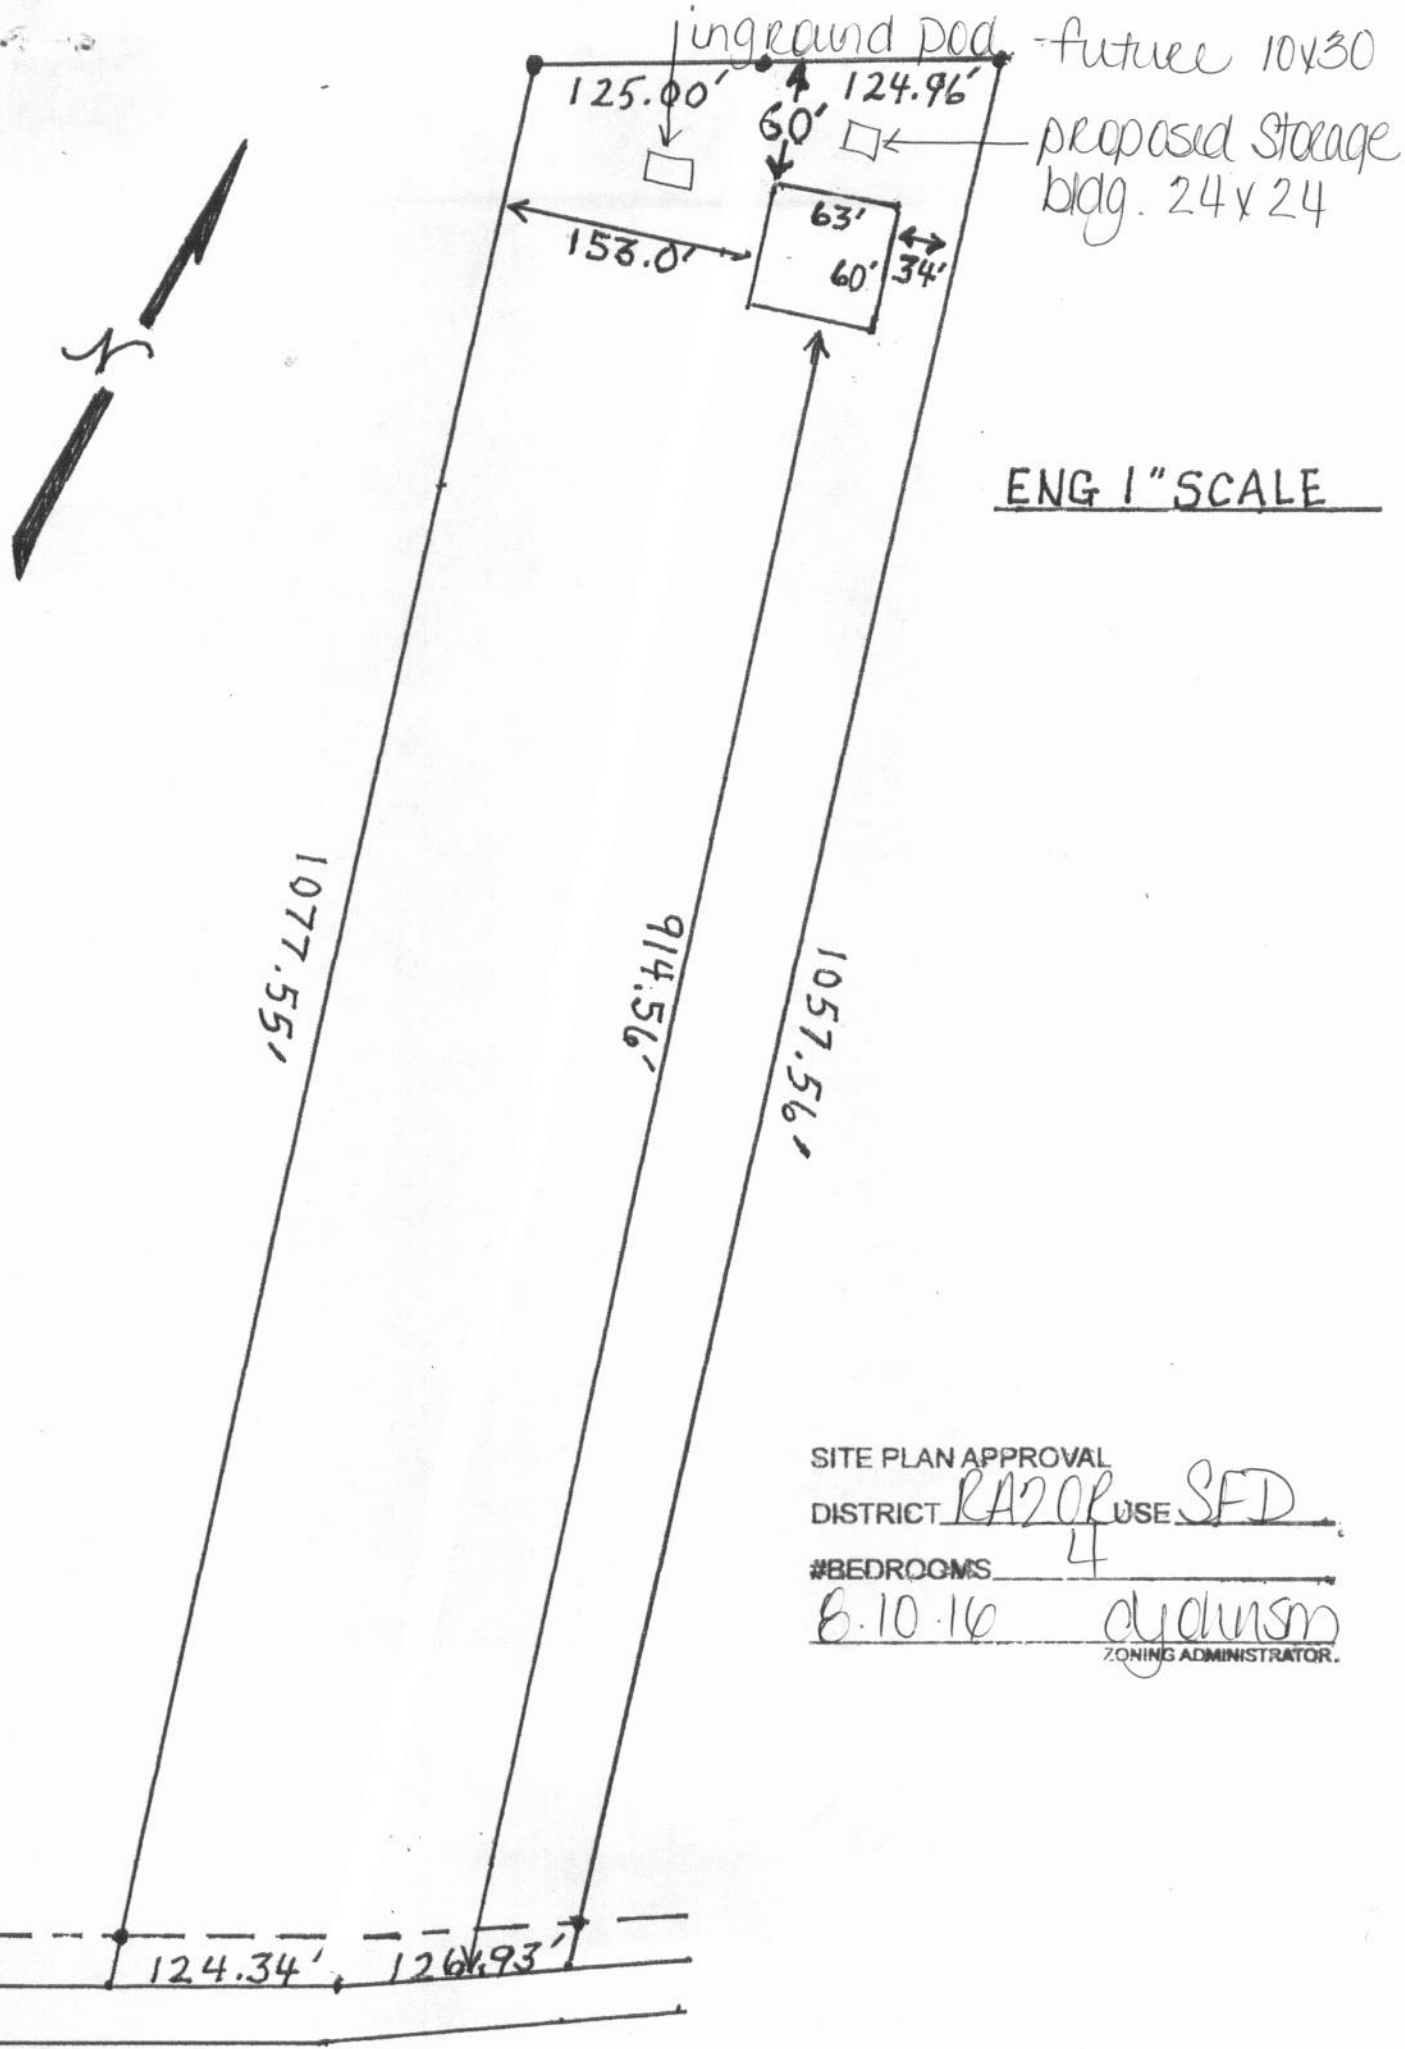 inground pool - future 10x30
125.00' 124.96'
60'
proposed storage
bldg. 24x24
63'
153.0'
60' 34'
N
ENG 1" SCALE
1077.55'
914.56'
1057.56'
SITE PLAN APPROVAL
DISTRICT RA20R USE SFD
#BEDROOMS 4
8.10.16
ZONING ADMINISTRATOR.
124.34' 126.93'